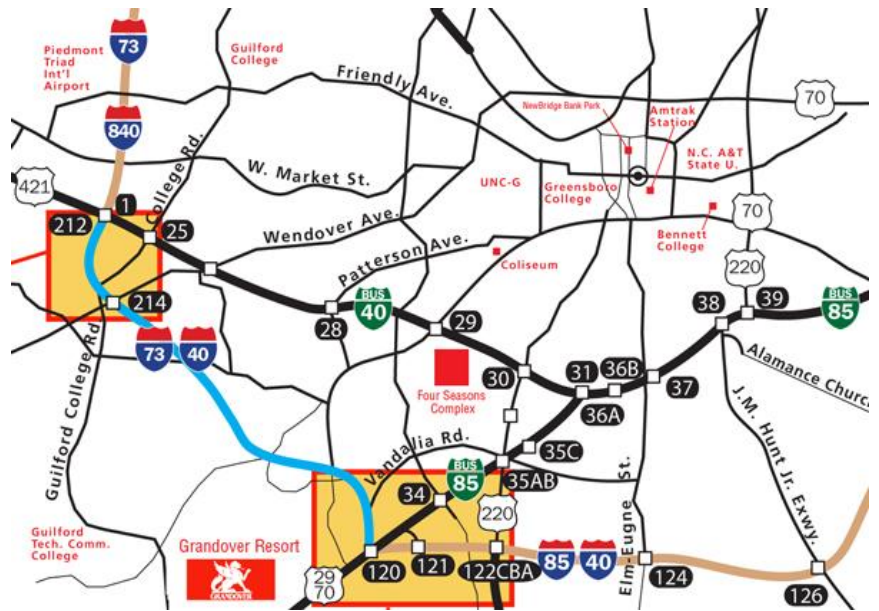 73
Piedmont
Triad
Int'l
Airport
Guilford
College
840
College Rd.
Friendly Ave.
W. Market St.
421
NewBridge Bank Park
Amtrak
Station
70
N.C. A&T
State U.
UNC-G
Greensboro
College
Bennett
College
70
220
1
212
25
Wendover Ave.
Patterson Ave.
Coliseum
214
28
BUS
40
29
38
39
BUS
85
73
40
Four Seasons
Complex
30
31
36B
37
36A
Alamance Church
Guilford College Rd.
Vandalia Rd.
35C
35AB
BUS
85
34
220
J.M. Hunt Jr. Exwy.
Elm-Eugne St.
Guilford
Tech. Comm.
College
Grandover Resort
GRANDOVER
29
70
120
121
122CBA
85
40
124
126